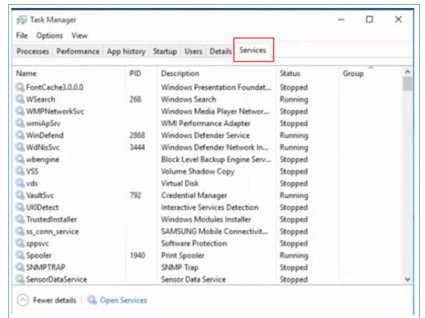 Task Manager
File Options View
Processes Performance App history Startup Users Details Services
Name PID Description Status Group
FontCache3.0.0.0 Windows Presentation Foundat... Stopped
WSearch 268 Windows Search Running
WMPNetworkSvc Windows Media Player Networ... Stopped
wmiApSrv WMI Performance Adapter Stopped
WinDefend 2868 Windows Defender Service Running
WdNisSvc 3444 Windows Defender Network In... Running
wbengine Block Level Backup Engine Serv... Stopped
VSS Volume Shadow Copy Stopped
vds Virtual Disk Stopped
VaultSvc 792 Credential Manager Running
UI0Detect Interactive Services Detection Stopped
TrustedInstaller Windows Modules Installer Stopped
ss_conn_service SAMSUNG Mobile Connectivit... Stopped
sppsvc Software Protection Stopped
Spooler 1940 Print Spooler Running
SNMPTRAP SNMP Trap Stopped
SensorDataService Sensor Data Service Stopped
Fewer details Open Services